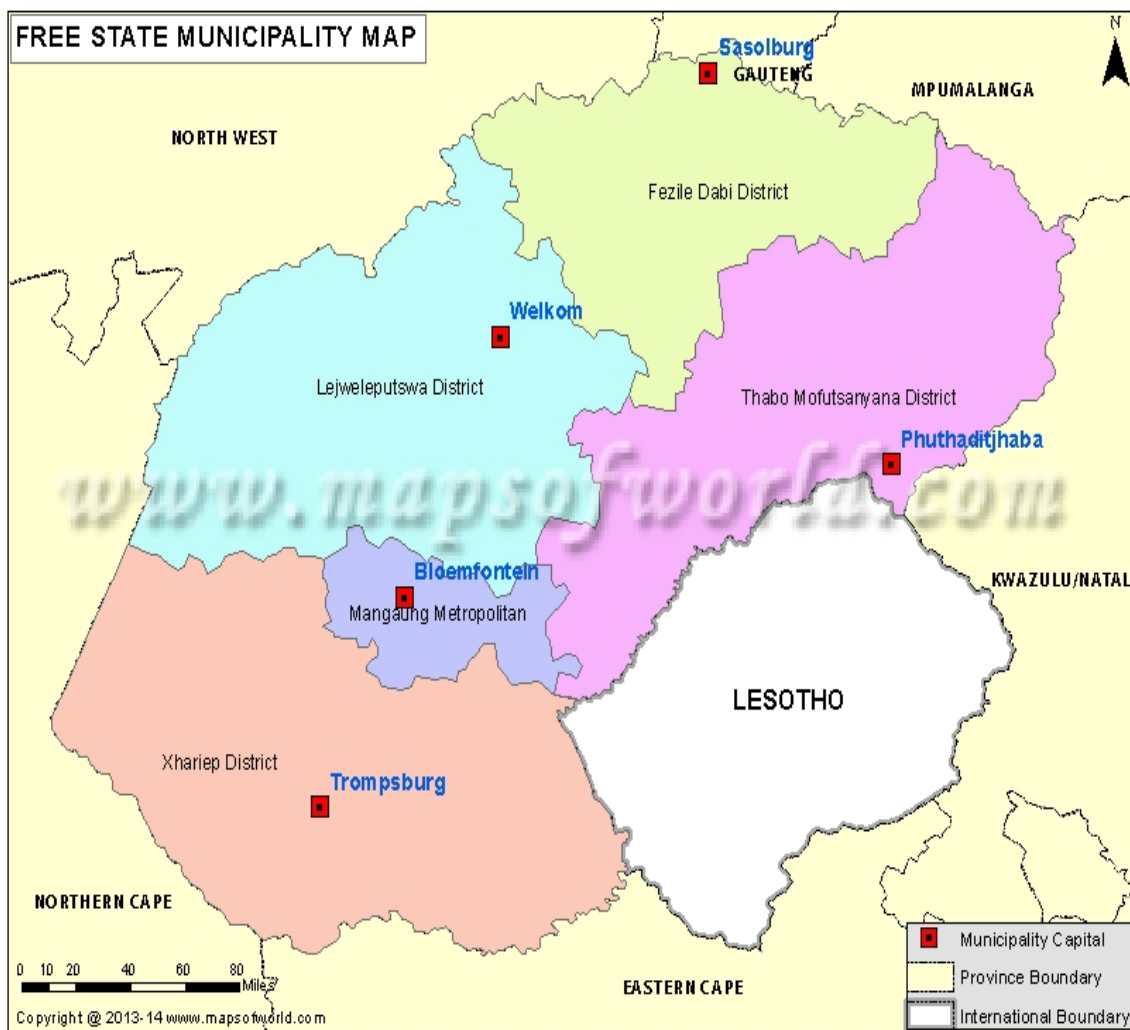 FREE STATE MUNICIPALITY MAP
N
Sasolburg
GAUTENG
MPUMALANGA
NORTH WEST
Fezile Dabi District
Welkom
Lejweleputswa District
Thabo Mofutsanyana District
Phuthaditjhaba
www.mapsofworld.com
Bloemfontein
KWAZULU/NATAL
Mangaung Metropolitan
LESOTHO
Xhariep District
Trompsburg
NORTHERN CAPE
EASTERN CAPE
0 10 20 40 60 80
Miles
Copyright @ 2013-14 www.mapsofworld.com
Municipality Capital
Province Boundary
International Boundary